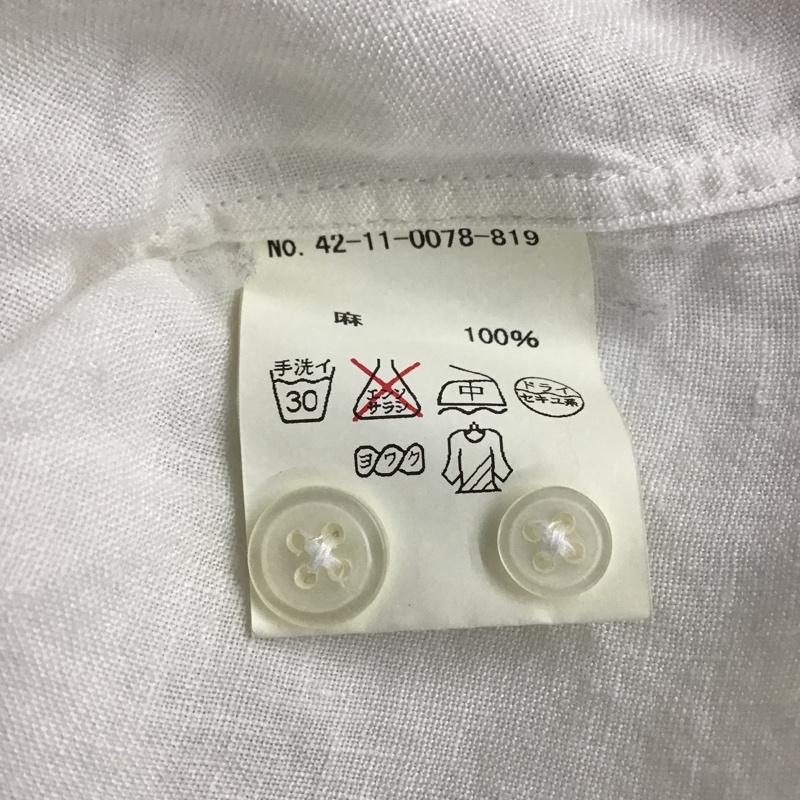 No. 42-11-0078-819
麻 100%
手洗イ
30
エンソ
サラシ
中
ドライ
セキユ系
ヨワク